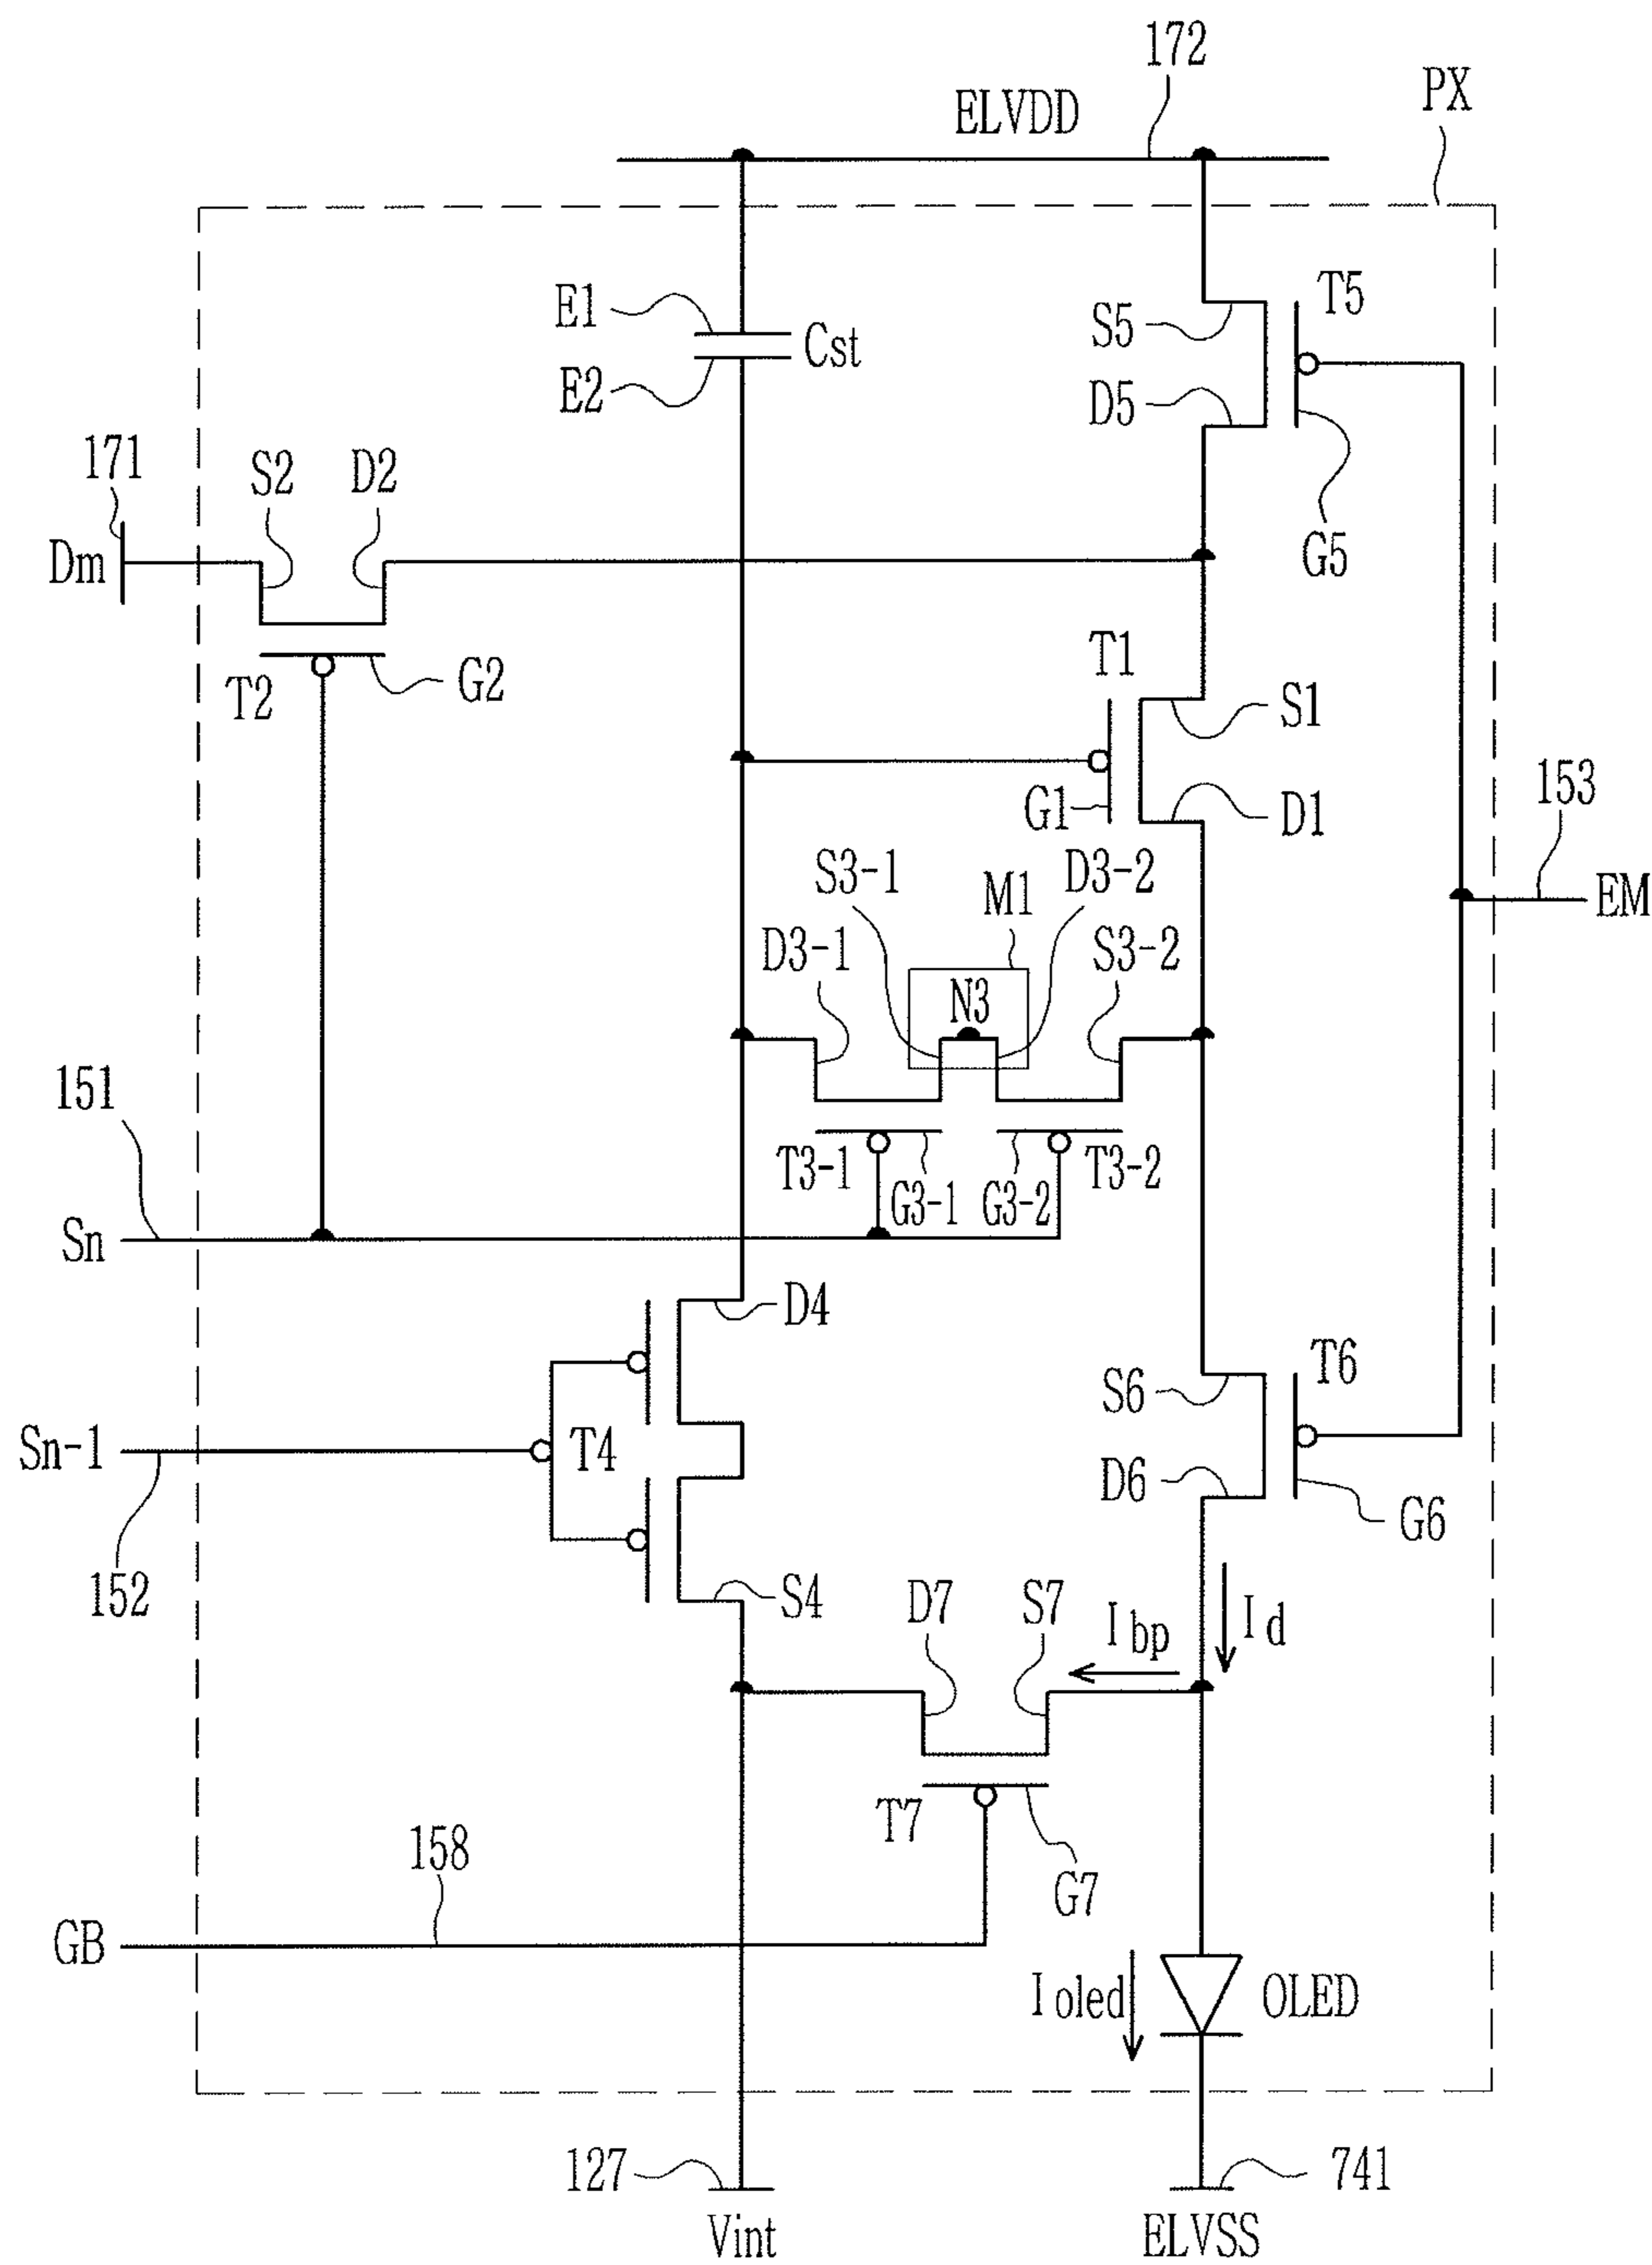 172
ELVDD
PX
E1
Cst
E2
S5
T5
D5
G5
171
S2
D2
Dm
T2
G2
T1
S1
G1
D1
153
EM
S3-1
M1
D3-2
D3-1
N3
S3-2
151
T3-1
G3-1
G3-2
T3-2
Sn
D4
T6
S6
Sn-1
T4
D6
G6
152
S4
D7
S7
I bp
I d
T7
158
G7
GB
I oled
OLED
127
741
Vint
ELVSS